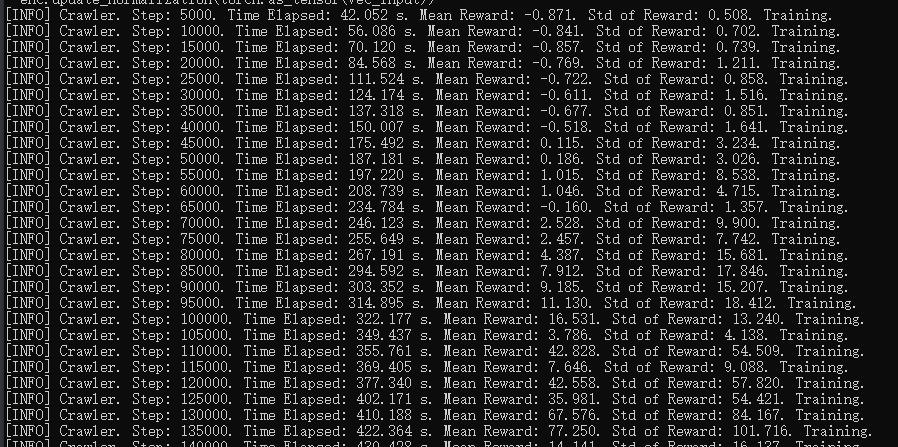 enc.update_normalization(torch.as_tensor(vec_input))
[INFO] Crawler. Step: 5000. Time Elapsed: 42.052 s. Mean Reward: -0.871. Std of Reward: 0.508. Training.
[INFO] Crawler. Step: 10000. Time Elapsed: 56.086 s. Mean Reward: -0.841. Std of Reward: 0.702. Training.
[INFO] Crawler. Step: 15000. Time Elapsed: 70.120 s. Mean Reward: -0.857. Std of Reward: 0.739. Training.
[INFO] Crawler. Step: 20000. Time Elapsed: 84.568 s. Mean Reward: -0.769. Std of Reward: 1.211. Training.
[INFO] Crawler. Step: 25000. Time Elapsed: 111.524 s. Mean Reward: -0.722. Std of Reward: 0.858. Training.
[INFO] Crawler. Step: 30000. Time Elapsed: 124.174 s. Mean Reward: -0.611. Std of Reward: 1.516. Training.
[INFO] Crawler. Step: 35000. Time Elapsed: 137.318 s. Mean Reward: -0.677. Std of Reward: 0.851. Training.
[INFO] Crawler. Step: 40000. Time Elapsed: 150.007 s. Mean Reward: -0.518. Std of Reward: 1.641. Training.
[INFO] Crawler. Step: 45000. Time Elapsed: 175.492 s. Mean Reward: 0.115. Std of Reward: 3.234. Training.
[INFO] Crawler. Step: 50000. Time Elapsed: 187.181 s. Mean Reward: 0.186. Std of Reward: 3.026. Training.
[INFO] Crawler. Step: 55000. Time Elapsed: 197.220 s. Mean Reward: 1.015. Std of Reward: 8.538. Training.
[INFO] Crawler. Step: 60000. Time Elapsed: 208.739 s. Mean Reward: 1.046. Std of Reward: 4.715. Training.
[INFO] Crawler. Step: 65000. Time Elapsed: 234.784 s. Mean Reward: -0.160. Std of Reward: 1.357. Training.
[INFO] Crawler. Step: 70000. Time Elapsed: 246.123 s. Mean Reward: 2.528. Std of Reward: 9.900. Training.
[INFO] Crawler. Step: 75000. Time Elapsed: 255.649 s. Mean Reward: 2.457. Std of Reward: 7.742. Training.
[INFO] Crawler. Step: 80000. Time Elapsed: 267.191 s. Mean Reward: 4.387. Std of Reward: 15.681. Training.
[INFO] Crawler. Step: 85000. Time Elapsed: 294.592 s. Mean Reward: 7.912. Std of Reward: 17.846. Training.
[INFO] Crawler. Step: 90000. Time Elapsed: 303.352 s. Mean Reward: 9.185. Std of Reward: 15.207. Training.
[INFO] Crawler. Step: 95000. Time Elapsed: 314.895 s. Mean Reward: 11.130. Std of Reward: 18.412. Training.
[INFO] Crawler. Step: 100000. Time Elapsed: 322.177 s. Mean Reward: 16.531. Std of Reward: 13.240. Training.
[INFO] Crawler. Step: 105000. Time Elapsed: 349.437 s. Mean Reward: 3.786. Std of Reward: 4.138. Training.
[INFO] Crawler. Step: 110000. Time Elapsed: 355.761 s. Mean Reward: 42.828. Std of Reward: 54.509. Training.
[INFO] Crawler. Step: 115000. Time Elapsed: 369.405 s. Mean Reward: 7.646. Std of Reward: 9.088. Training.
[INFO] Crawler. Step: 120000. Time Elapsed: 377.340 s. Mean Reward: 42.558. Std of Reward: 57.820. Training.
[INFO] Crawler. Step: 125000. Time Elapsed: 402.171 s. Mean Reward: 35.981. Std of Reward: 54.421. Training.
[INFO] Crawler. Step: 130000. Time Elapsed: 410.188 s. Mean Reward: 67.576. Std of Reward: 84.167. Training.
[INFO] Crawler. Step: 135000. Time Elapsed: 422.364 s. Mean Reward: 77.250. Std of Reward: 101.716. Training.
[INFO] Crawler. Step: 140000. Time Elapsed: 430.428 s. Mean Reward: 14.141. Std of Reward: 16.137. Training.